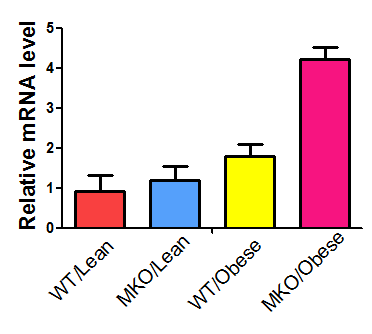 Relative mRNA level
5
4
3
2
1
0
WT/Lean
MKO/Lean
WT/Obese
MKO/Obese